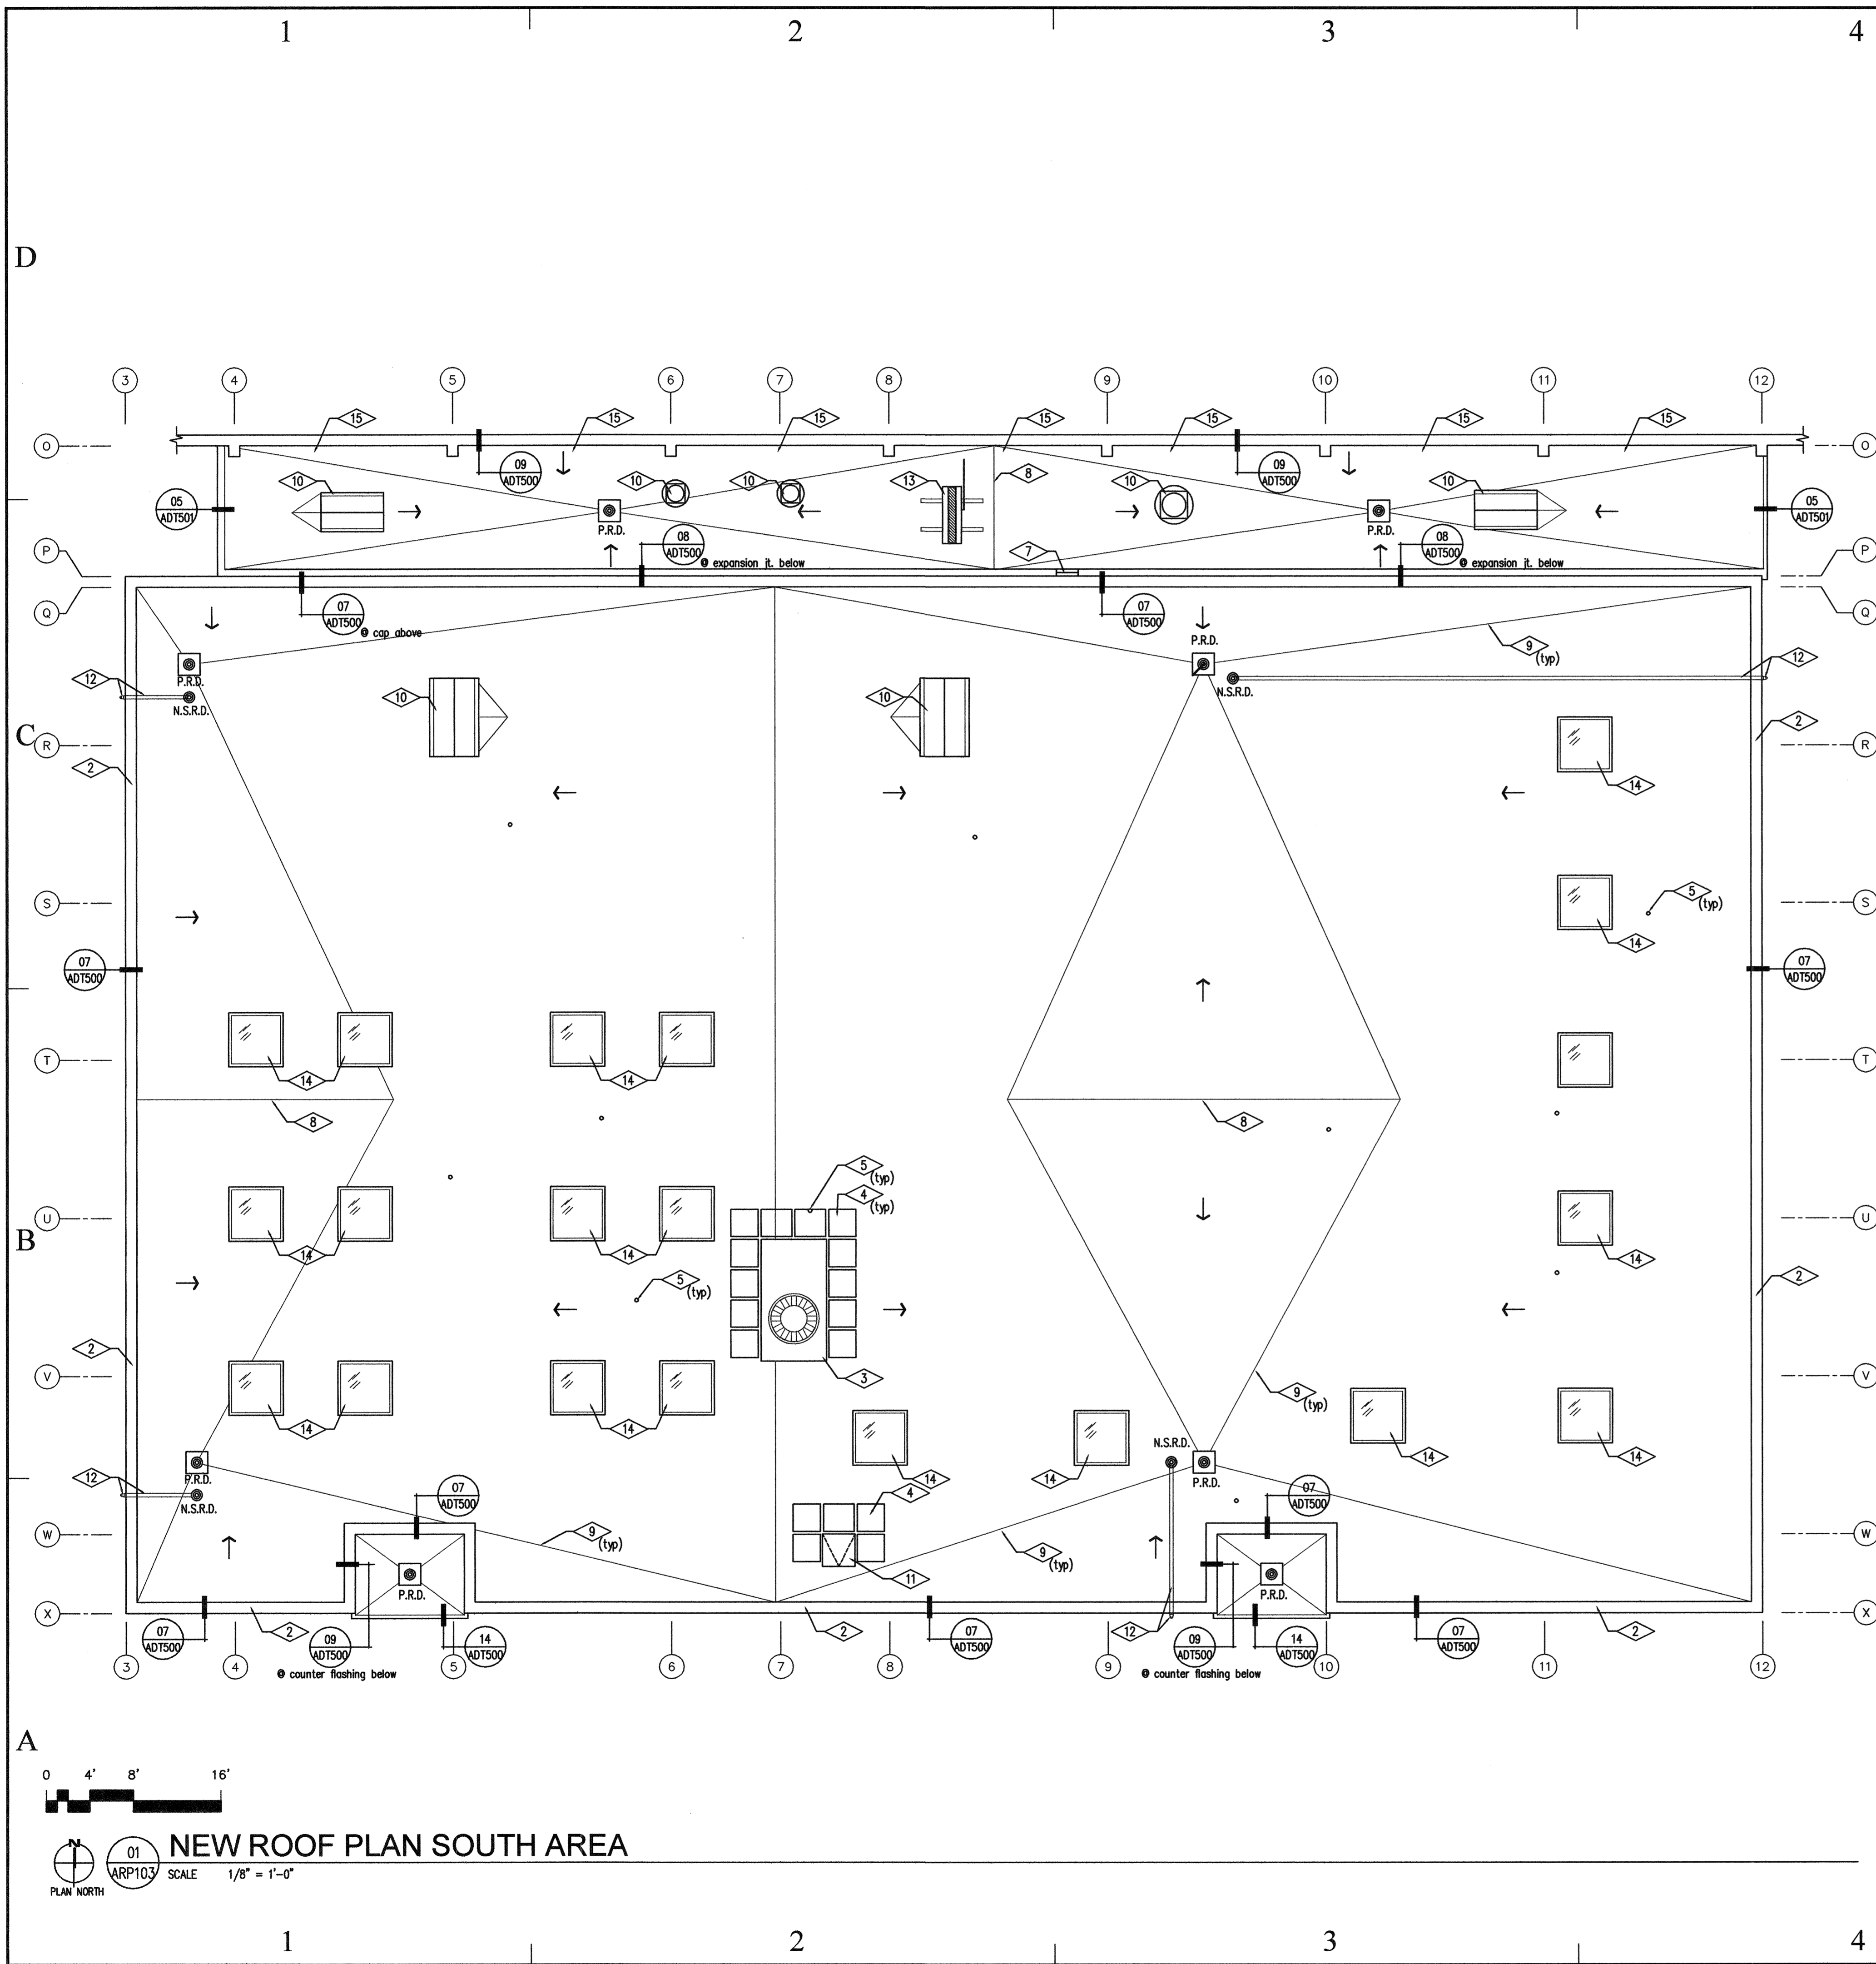 1 2 3 4
D
3 4 5 6 7 8 9 10 11 12
15 15 15 15 15 15 15
O O
09
ADT500
09
ADT500
10 10 10 13 8 10 10
05
ADT501
05
ADT501
P.R.D. P.R.D.
08
ADT500
@ expansion jt. below
08
ADT500
@ expansion jt. below
7
P P
Q Q
07
ADT500
@ cap above
07
ADT500
P.R.D.
9
(typ)
12 12
P.R.D.
N.S.R.D.
N.S.R.D.
10 10
2
C
R R
2
14
5
(typ)
S S
14
07
ADT500
07
ADT500
T T
14 14
8 8
5
(typ)
4
(typ)
U U
B
14 14 14
5
(typ)
2
2
3
V V
9
(typ)
14 14
14 14 14 14
N.S.R.D.
P.R.D.
P.R.D.
12
N.S.R.D.
4
07
ADT500
07
ADT500
W W
9
(typ)
9
(typ)
11
P.R.D. P.R.D.
X X
07
ADT500
2
09
ADT500
@ counter flashing below
14
ADT500
2
07
ADT500
12
09
ADT500
@ counter flashing below
14
ADT500
07
ADT500
2
3 4 5 6 7 8 9 10 11 12
A
0 4' 8' 16'
N
PLAN NORTH
01
ARP103
NEW ROOF PLAN SOUTH AREA
SCALE 1/8" = 1'-0"
1 2 3 4